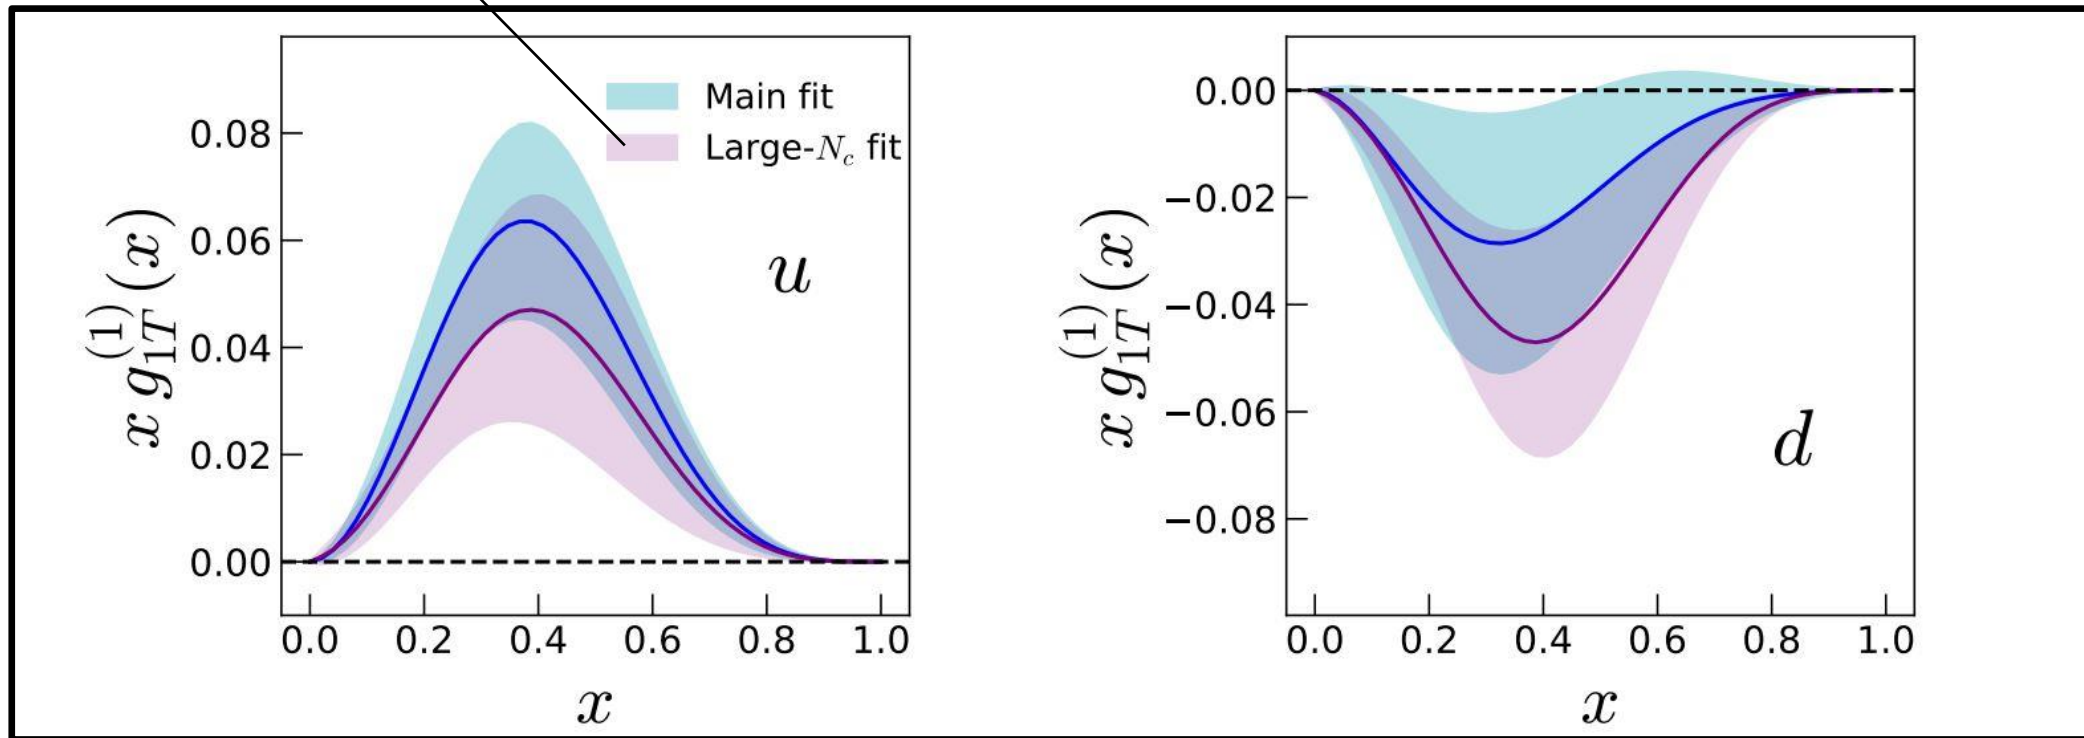 Main fit
Large-$N_c$ fit
0.08
0.06
0.04
0.02
0.00
$x\,g_{1T}^{(1)}(x)$
u
0.0 0.2 0.4 0.6 0.8 1.0
x
0.00
−0.02
−0.04
−0.06
−0.08
$x\,g_{1T}^{(1)}(x)$
d
0.0 0.2 0.4 0.6 0.8 1.0
x